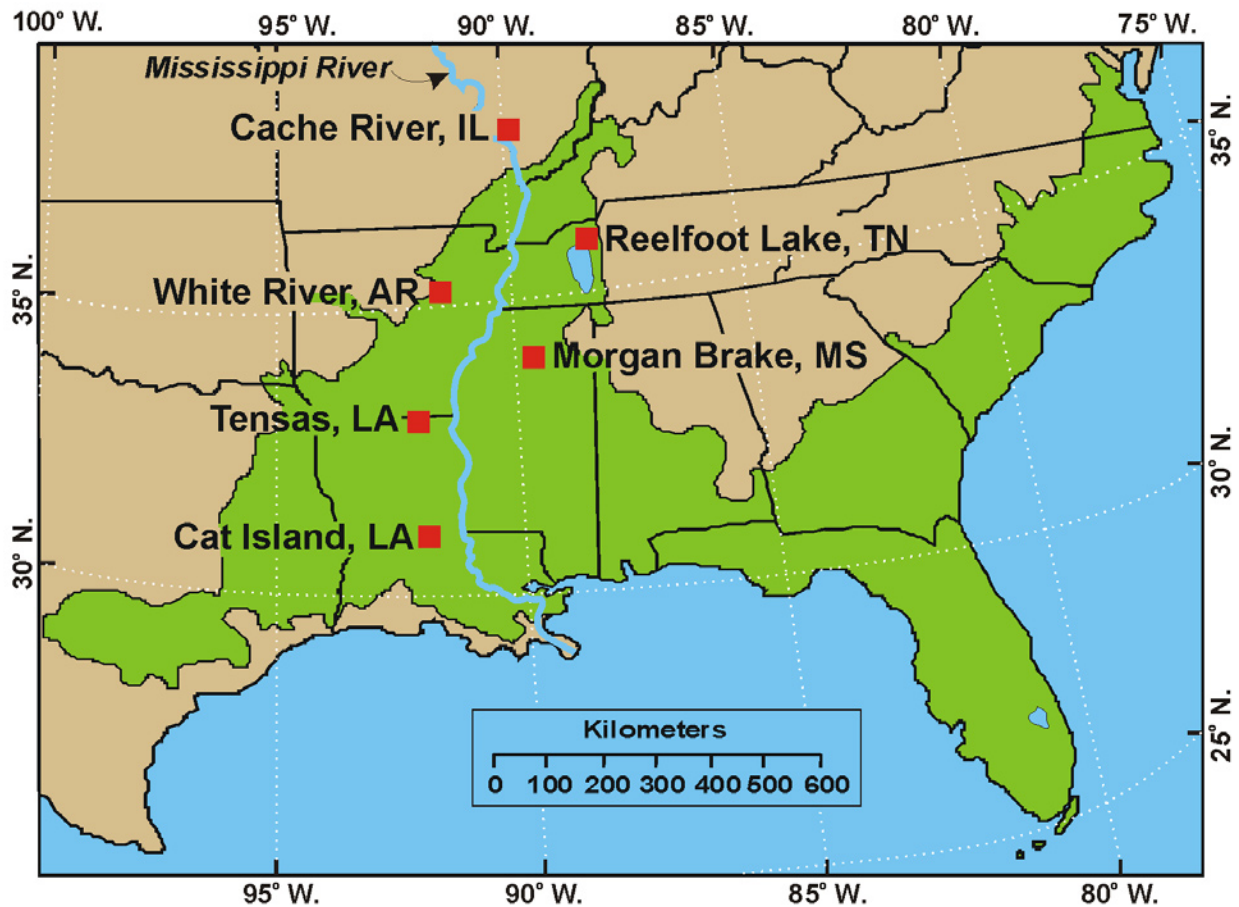 100° W.
95° W.
90° W.
85° W.
80° W.
75° W.
Mississippi River
Cache River, IL
35° N.
Reelfoot Lake, TN
35° N.
White River, AR
Morgan Brake, MS
Tensas, LA
30° N.
Cat Island, LA
30° N.
25° N.
Kilometers
0 100 200 300 400 500 600
95° W.
90° W.
85° W.
80° W.